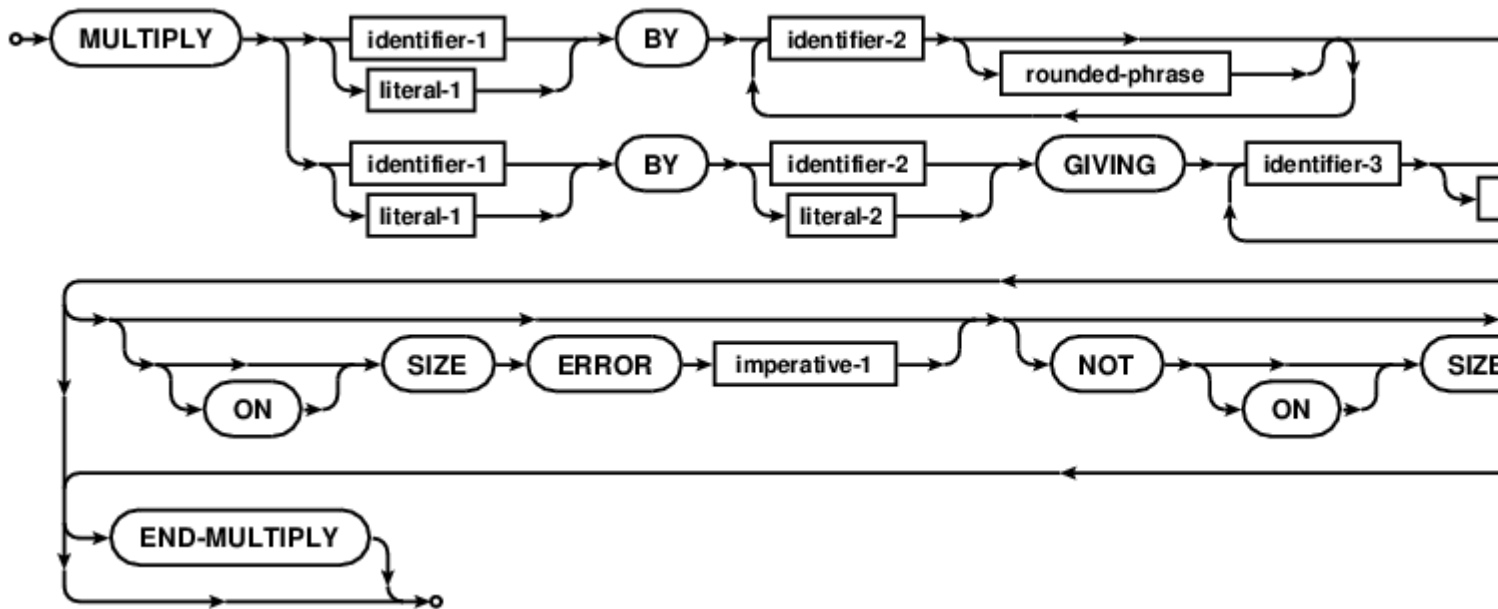 MULTIPLY identifier-1 BY identifier-2
literal-1 rounded-phrase
identifier-1 BY identifier-2 GIVING identifier-3
literal-1 literal-2
SIZE ERROR imperative-1 NOT SIZE
ON ON
END-MULTIPLY